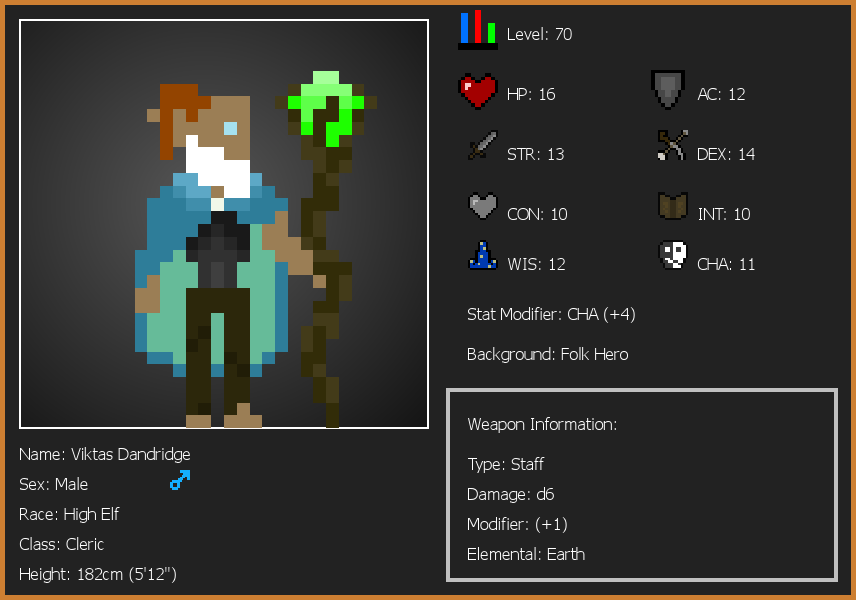 Level: 70
HP: 16
AC: 12
STR: 13
DEX: 14
CON: 10
INT: 10
WIS: 12
CHA: 11
Stat Modifier: CHA (+4)
Background: Folk Hero
Weapon Information:
Type: Staff
Damage: d6
Modifier: (+1)
Elemental: Earth
Name: Viktas Dandridge
Sex: Male
Race: High Elf
Class: Cleric
Height: 182cm (5'12")